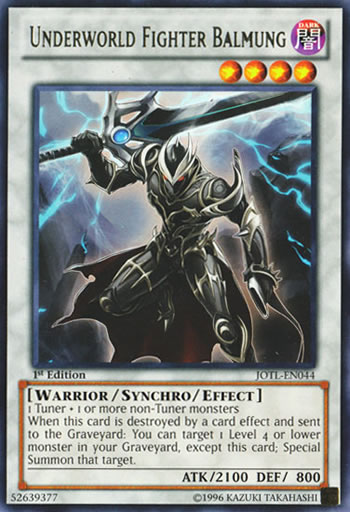 UNDERWORLD FIGHTER BALMUNG
DARK
闇
1st Edition
JOTL-EN044
[WARRIOR/SYNCHRO/EFFECT]
1 Tuner + 1 or more non-Tuner monsters
When this card is destroyed by a card effect and sent
to the Graveyard: You can target 1 Level 4 or lower
monster in your Graveyard, except this card; Special
Summon that target.
ATK/2100 DEF/ 800
52639377
©1996 KAZUKI TAKAHASHI